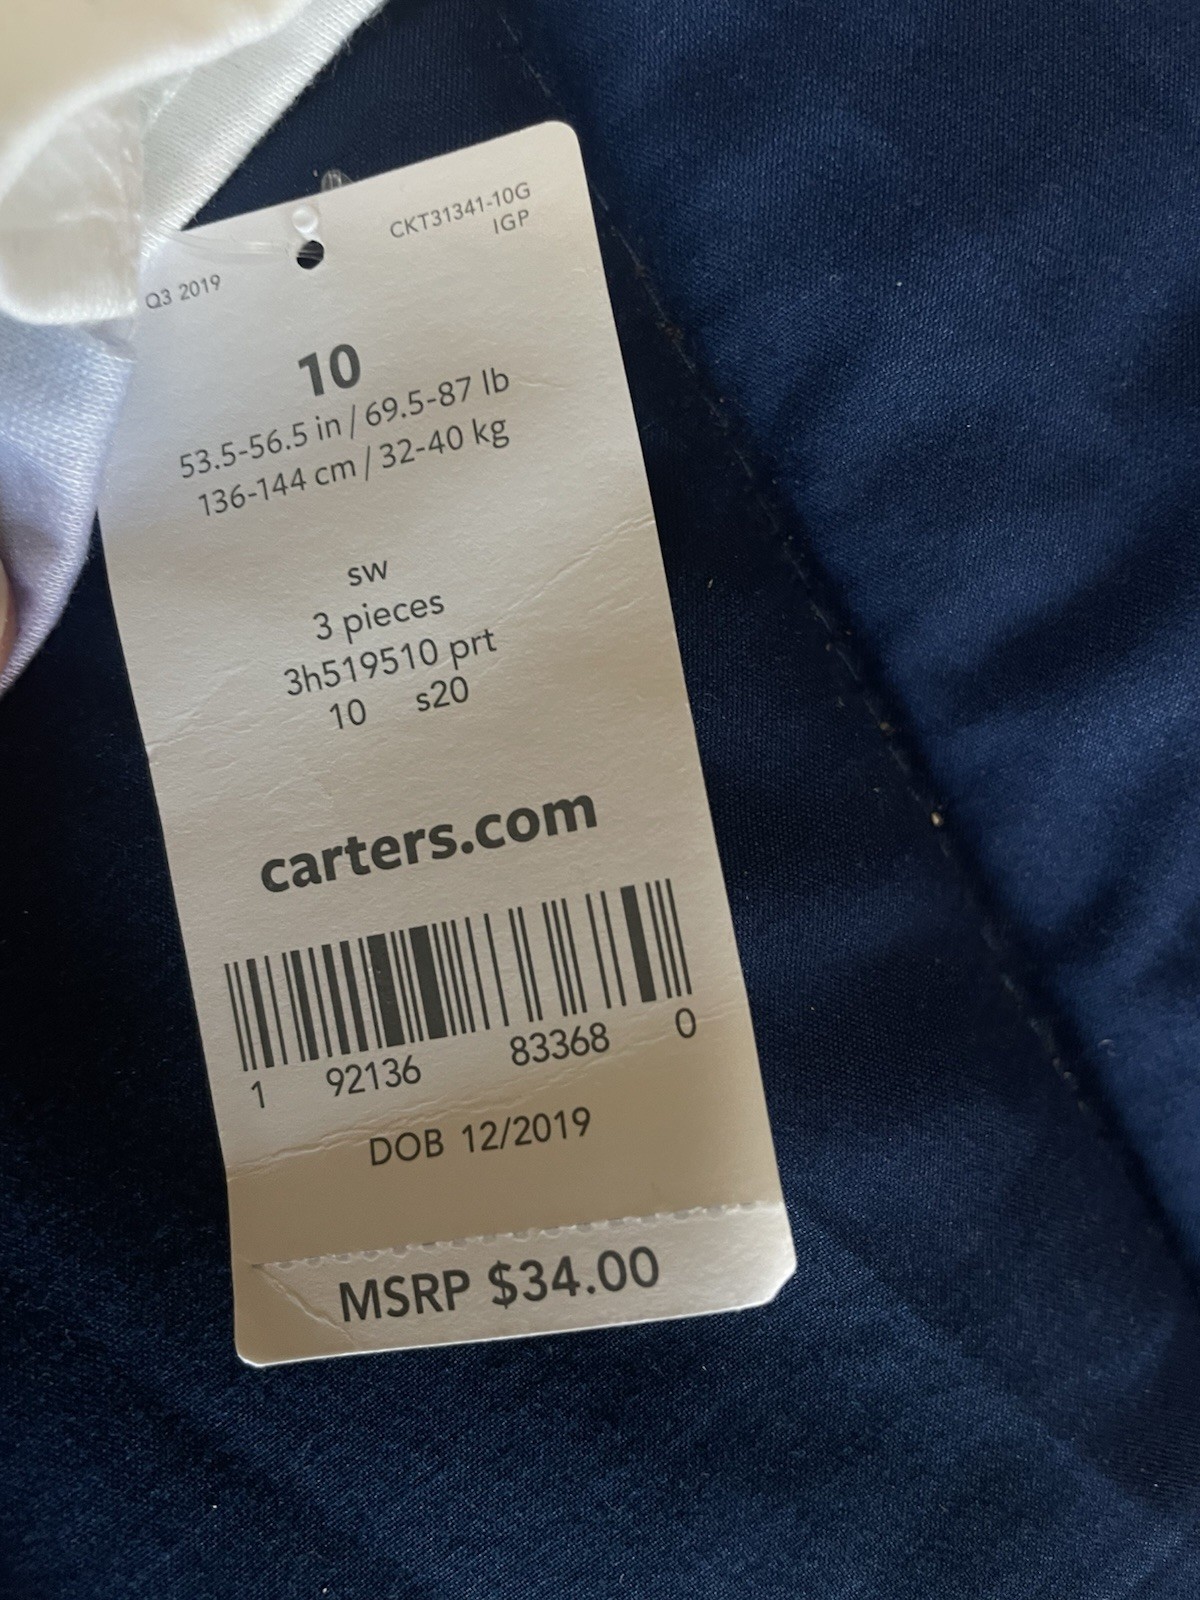 CKT31341-10G
IGP
Q3 2019
10
53.5-56.5 in / 69.5-87 lb
136-144 cm / 32-40 kg
sw
3 pieces
3h519510 prt
10 s20
carters.com
1 92136 83368 0
DOB 12/2019
MSRP $34.00